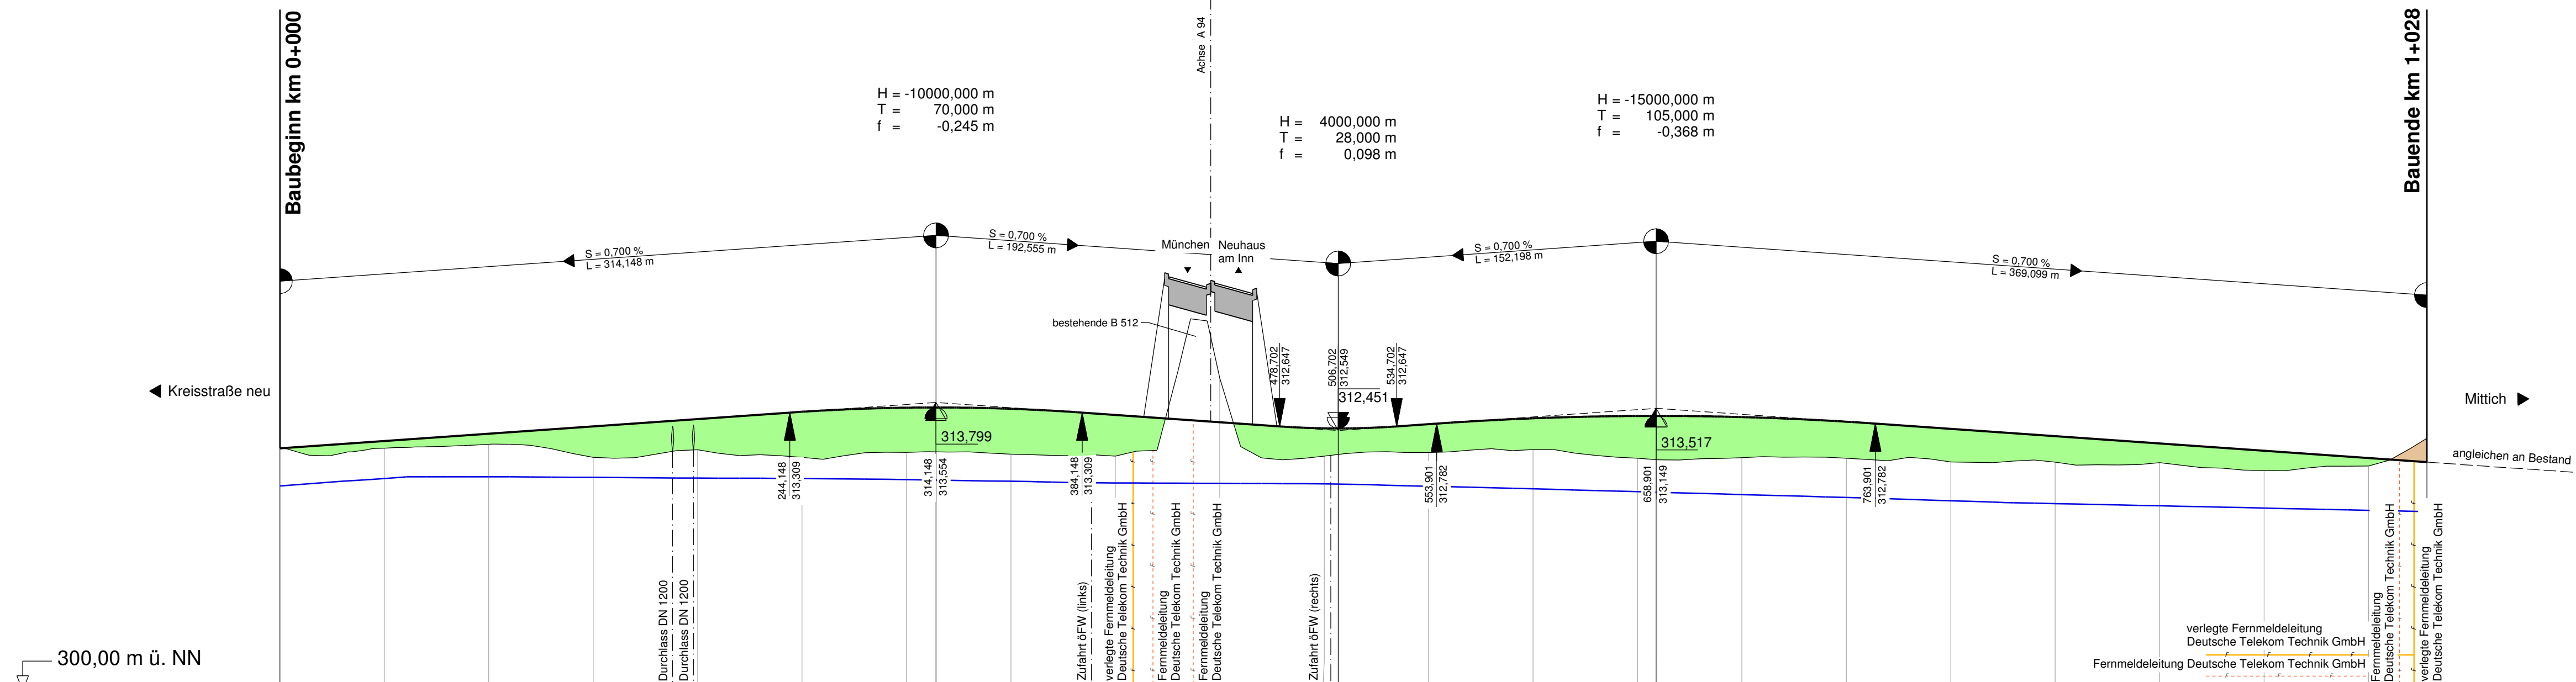 Baubeginn km 0+000
Bauende km 1+028
Achse A 94
H = -10000,000 m
T = 70,000 m
f = -0,245 m
H = 4000,000 m
T = 28,000 m
f = 0,098 m
H = -15000,000 m
T = 105,000 m
f = -0,368 m
S = 0,700 %
L = 314,148 m
S = 0,700 %
L = 192,555 m
München
Neuhaus
am Inn
S = 0,700 %
L = 152,198 m
S = 0,700 %
L = 369,099 m
bestehende B 512
478,702
312,647
506,702
312,549
534,702
312,647
312,451
Kreisstraße neu
Mittich
313,799
313,517
angleichen an Bestand
244,148
313,309
314,148
313,554
384,148
313,309
553,901
312,782
658,901
313,149
763,901
312,782
Durchlass DN 1200
Durchlass DN 1200
Zufahrt öFW (links)
verlegte Fernmeldeleitung
Deutsche Telekom Technik GmbH
Fernmeldeleitung
Deutsche Telekom Technik GmbH
Fernmeldeleitung
Deutsche Telekom Technik GmbH
Zufahrt öFW (rechts)
Fernmeldeleitung
Deutsche Telekom Technik GmbH
verlegte Fernmeldeleitung
Deutsche Telekom Technik GmbH
verlegte Fernmeldeleitung
Deutsche Telekom Technik GmbH
Fernmeldeleitung Deutsche Telekom Technik GmbH
300,00 m ü. NN